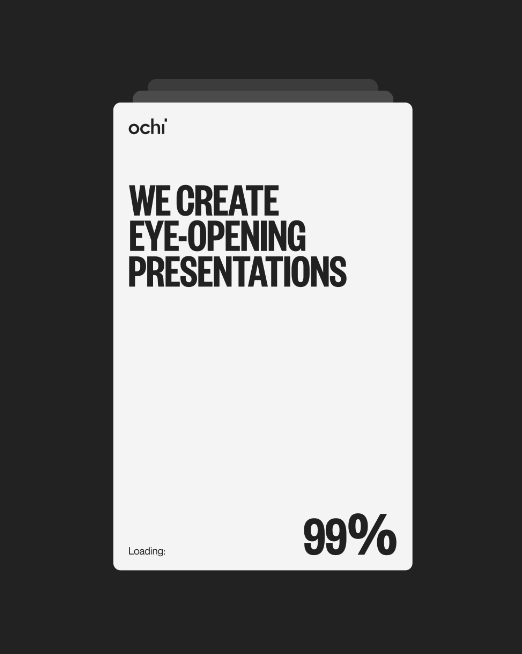 ochi
WE CREATE
EYE-OPENING
PRESENTATIONS
Loading:
99%